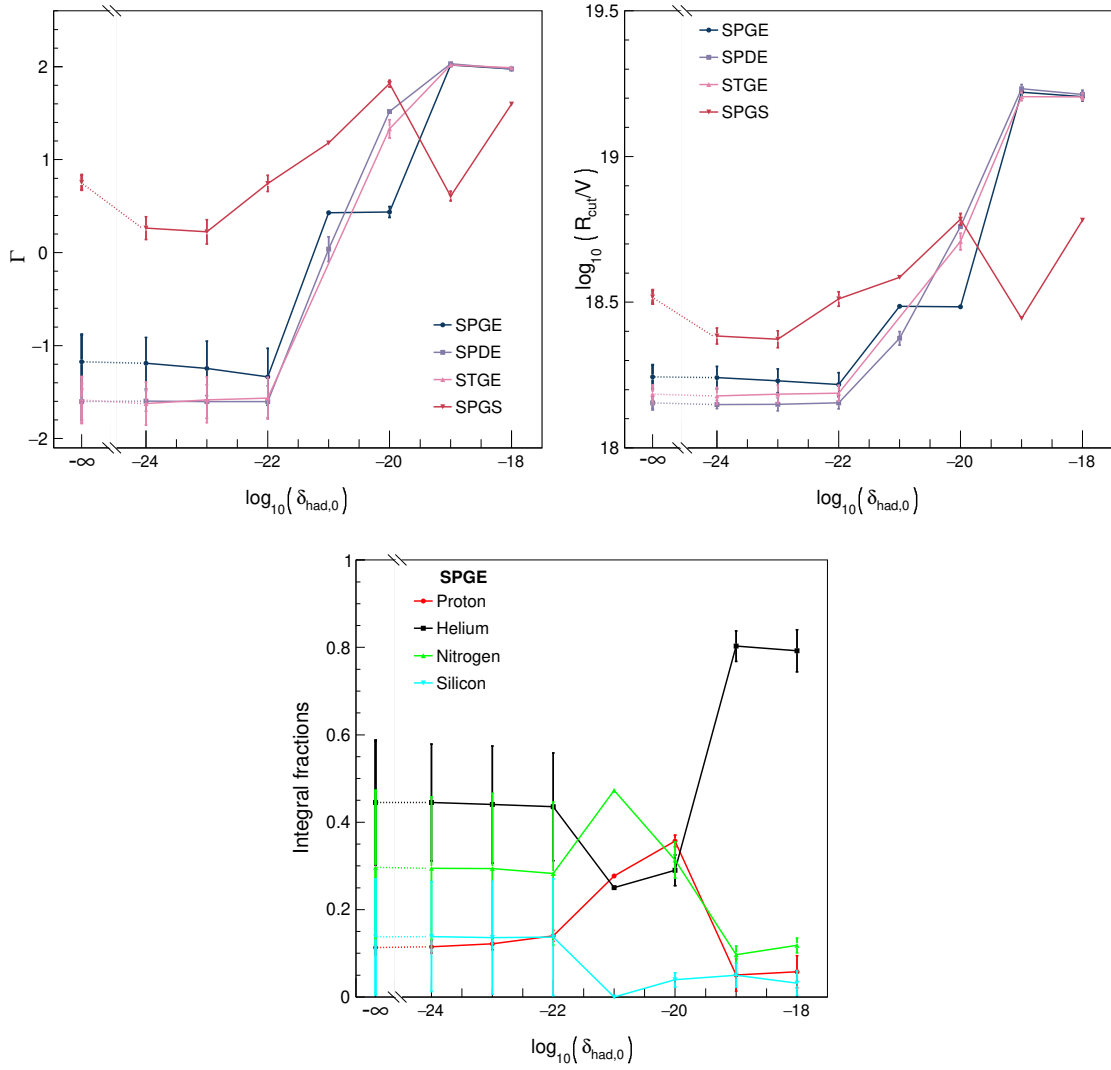 2
1
0
−1
−2
Γ
SPGE
SPDE
STGE
SPGS
-∞
−24
−22
−20
−18
log10(δhad,0)
19.5
19
18.5
18
log10 (Rcut/V)
SPGE
SPDE
STGE
SPGS
-∞
−24
−22
−20
−18
log10(δhad,0)
1
0.8
0.6
0.4
0.2
0
Integral fractions
SPGE
Proton
Helium
Nitrogen
Silicon
-∞
−24
−22
−20
−18
log10(δhad,0)